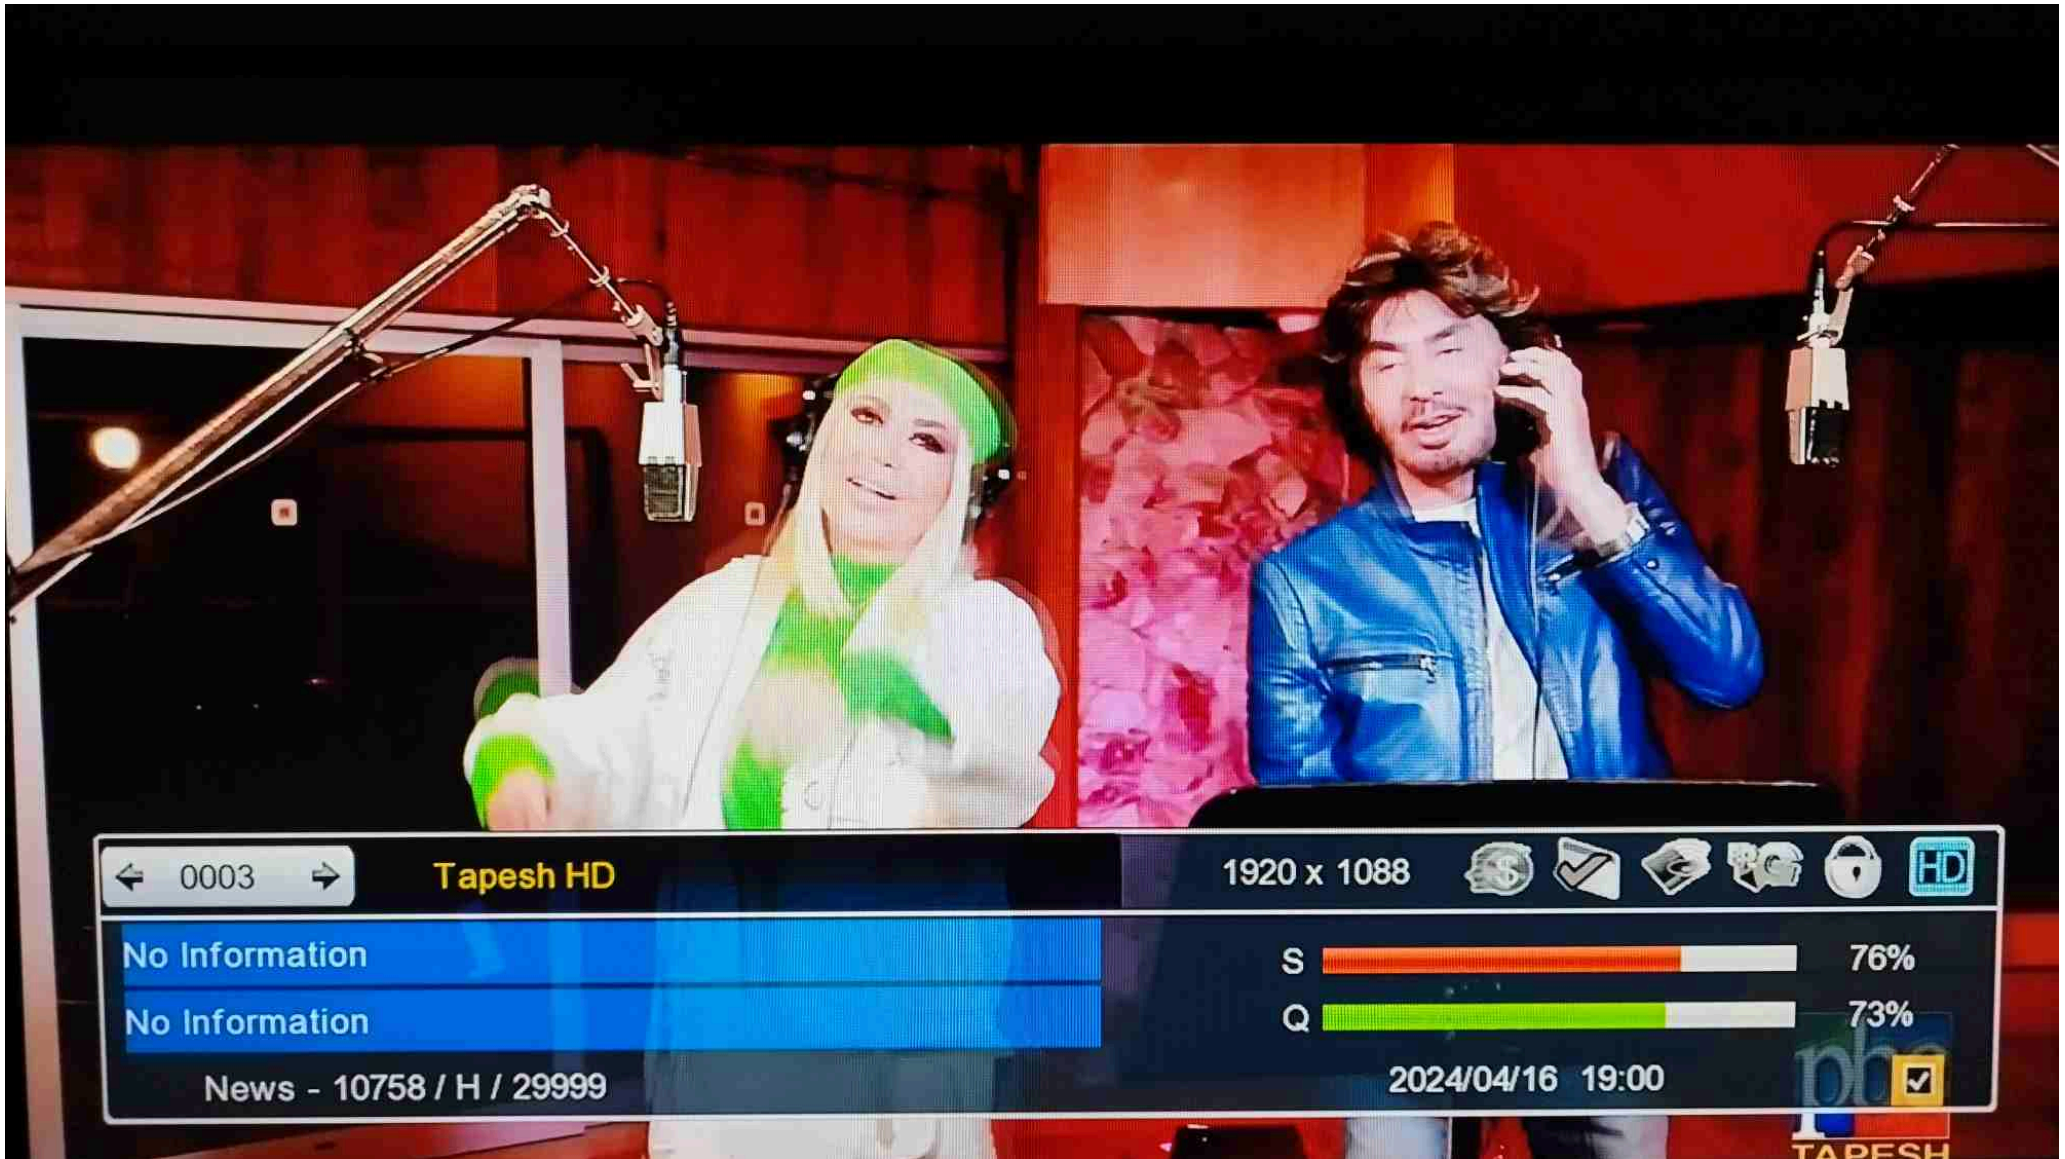 0003
Tapesh HD
1920 x 1088
$
HD
No Information
S 76%
No Information
Q 73%
News - 10758 / H / 29999
2024/04/16 19:00
TAPESH